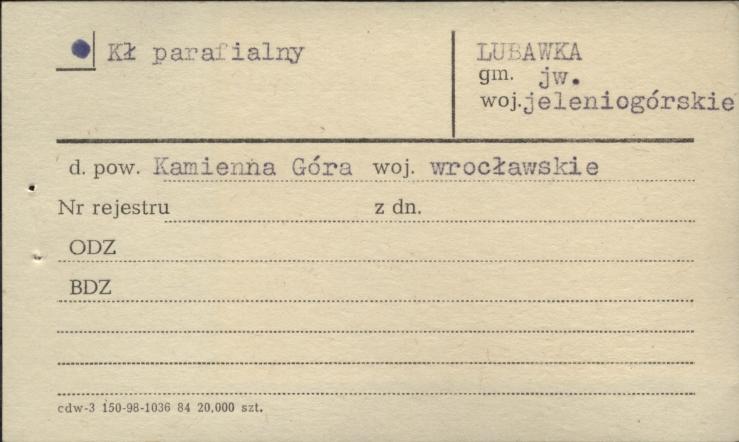 Kł parafialny
LUBAWKA
gm. jw.
woj.jeleniogórskie
d. pow. Kamienna Góra woj. wrocławskie
Nr rejestru z dn.
ODZ
BDZ
cdw-3 150-98-1036 84 20,000 szt.